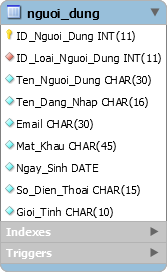 nguoi_dung
ID_Nguoi_Dung INT(11)
ID_Loai_Nguoi_Dung INT(11)
Ten_Nguoi_Dung CHAR(30)
Ten_Dang_Nhap CHAR(16)
Email CHAR(30)
Mat_Khau CHAR(45)
Ngay_Sinh DATE
So_Dien_Thoai CHAR(15)
Gioi_Tinh CHAR(10)
Indexes
Triggers